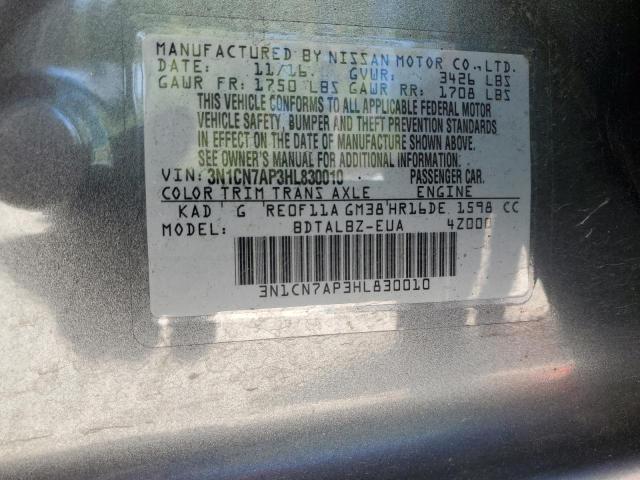 MANUFACTURED BY NISSAN MOTOR CO.,LTD.
DATE: 11/16. GVWR: 3426 LBS
GAWR FR: 1750 LBS GAWR RR: 1708 LBS
THIS VEHICLE CONFORMS TO ALL APPLICABLE FEDERAL MOTOR
VEHICLE SAFETY, BUMPER AND THEFT PREVENTION STANDARDS
IN EFFECT ON THE DATE OF MANUFACTURE SHOWN ABOVE.
SEE OWNER'S MANUAL FOR ADDITIONAL INFORMATION.
VIN: 3N1CN7AP3HL830010 PASSENGER CAR.
COLOR TRIM TRANS AXLE ENGINE
KAD G RE0F11A GM38 HR16DE 1598 CC
MODEL: BDTALBZ-EUA 4Z000
3N1CN7AP3HL830010